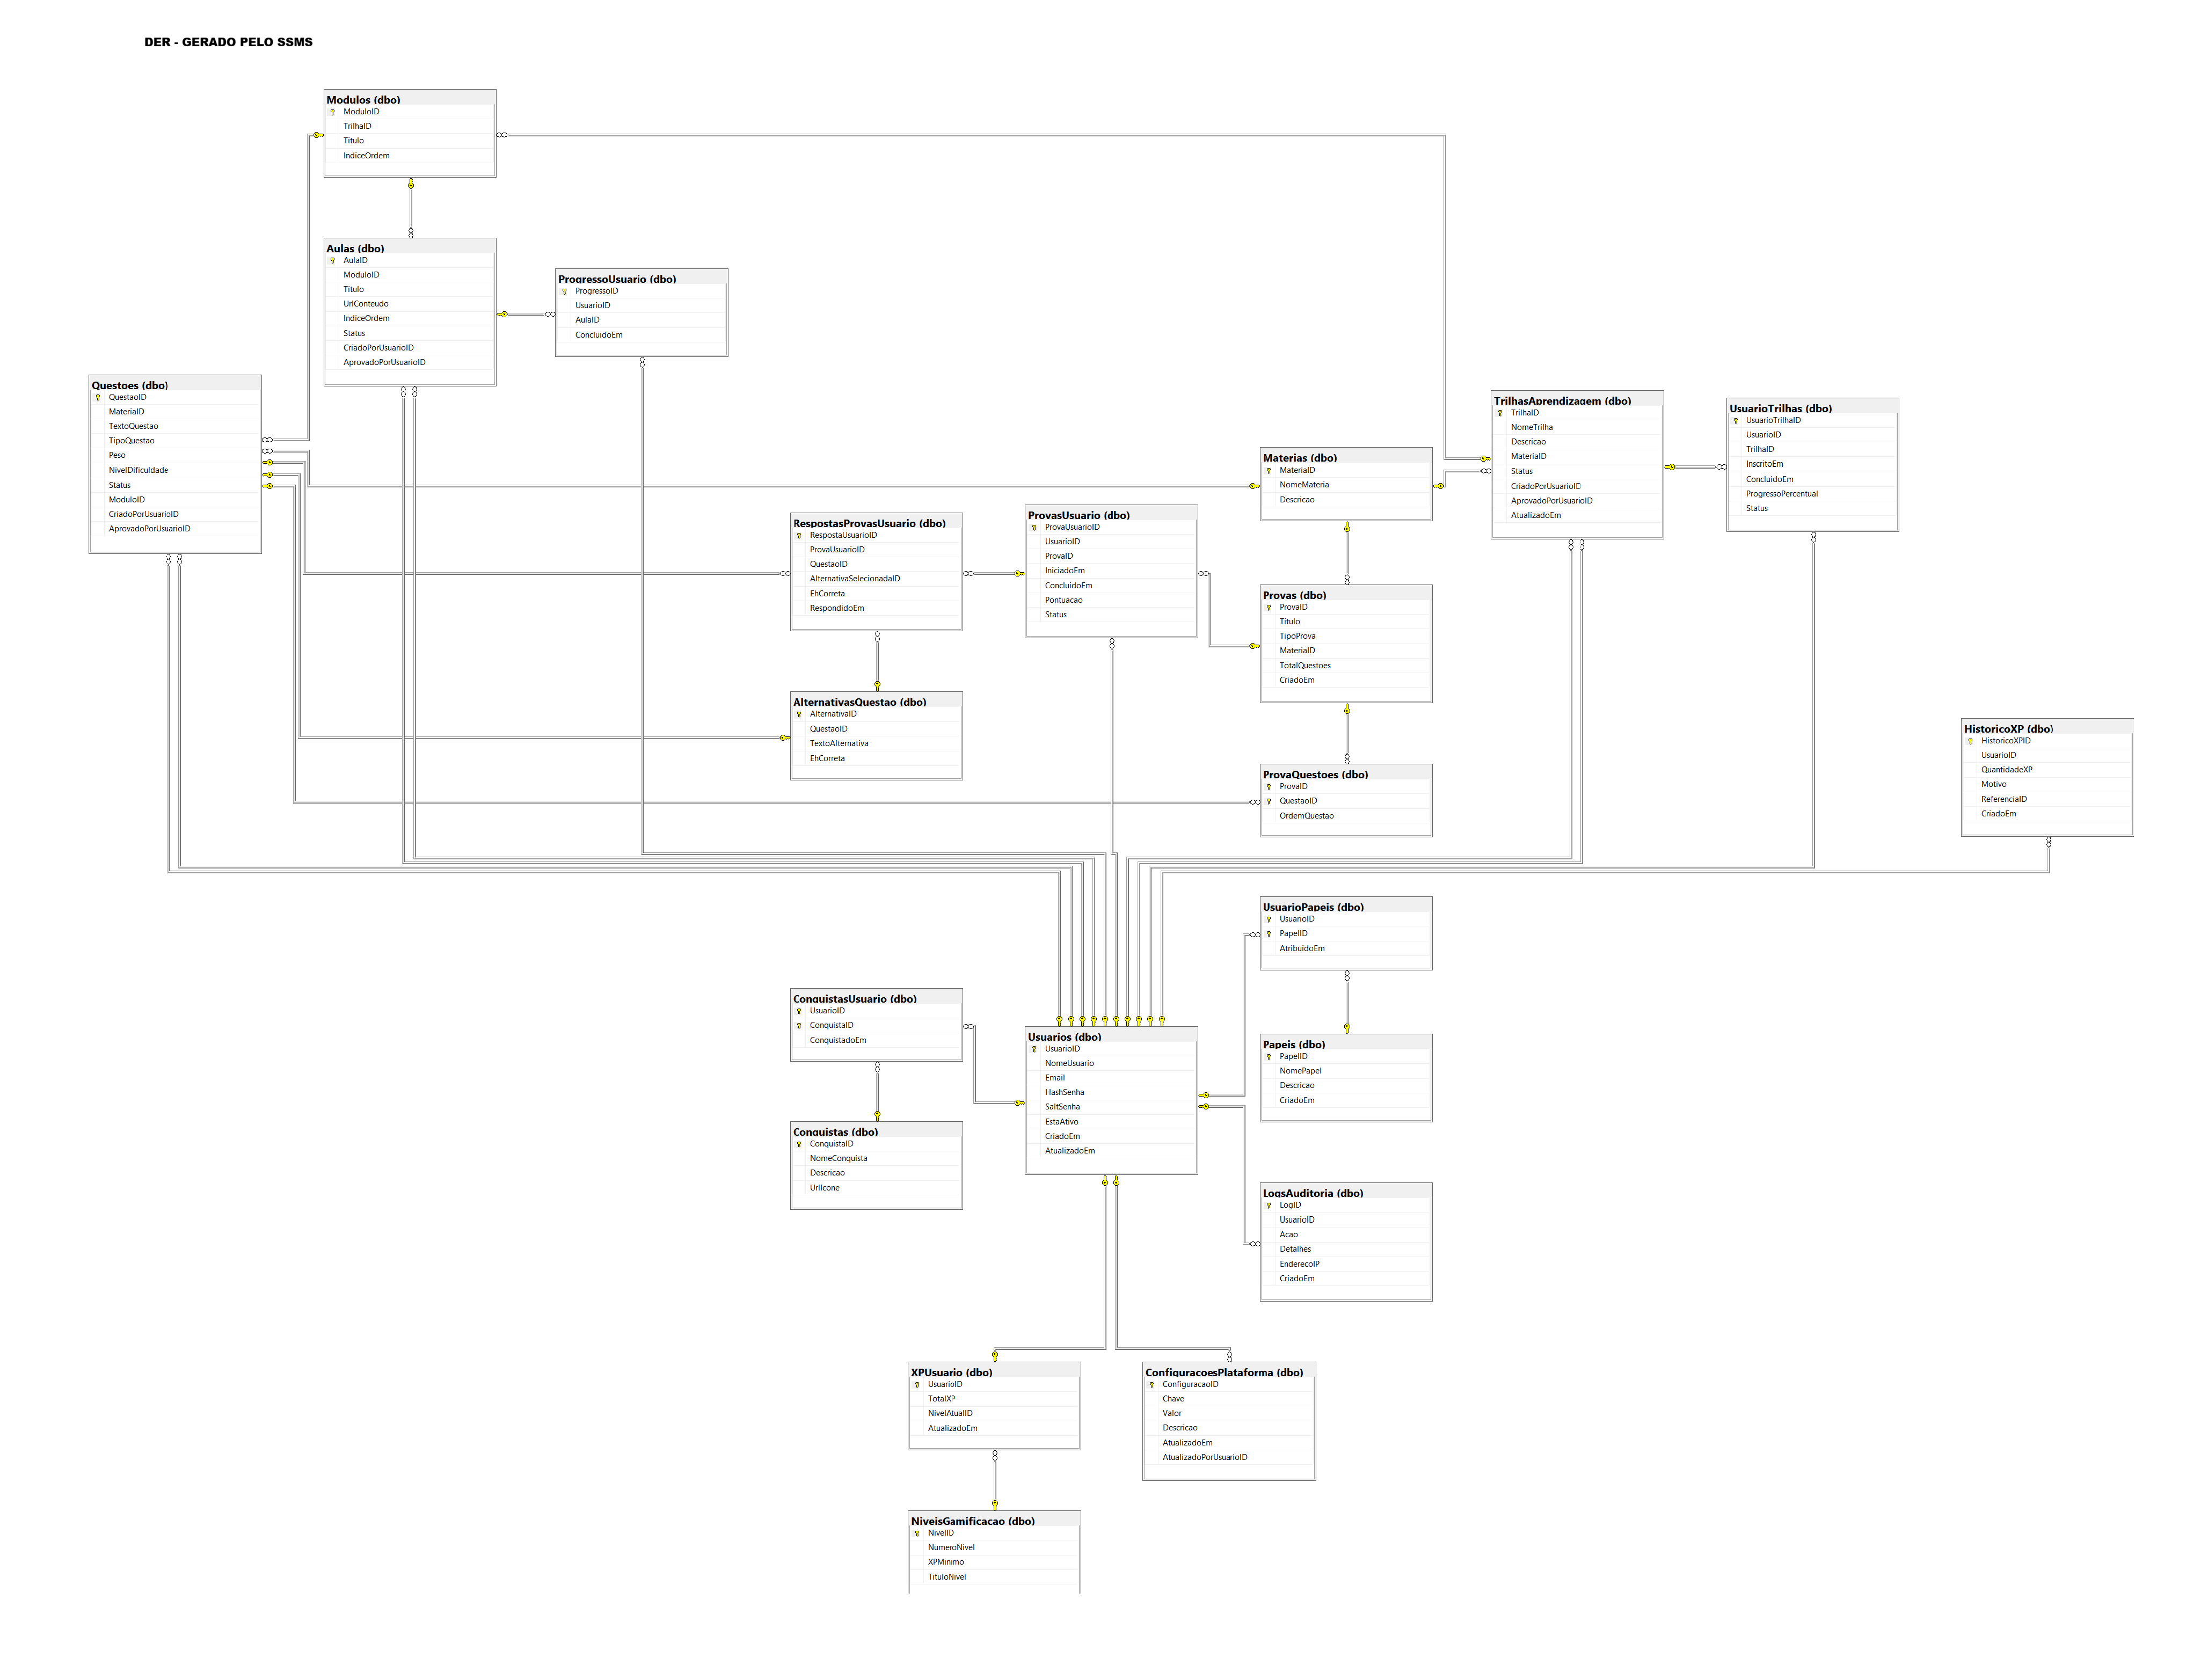 DER - GERADO PELO SSMS
Modulos (dbo)
ModuloID
TrilhaID
Titulo
IndiceOrdem
Aulas (dbo)
AulaID
ModuloID
Titulo
UrlConteudo
IndiceOrdem
Status
CriadoPorUsuarioID
AprovadoPorUsuarioID
ProgressoUsuario (dbo)
ProgressoID
UsuarioID
AulaID
ConcluidoEm
Questoes (dbo)
QuestaoID
MateriaID
TextoQuestao
TipoQuestao
Peso
NivelDificuldade
Status
ModuloID
CriadoPorUsuarioID
AprovadoPorUsuarioID
RespostasProvasUsuario (dbo)
RespostaUsuarioID
ProvaUsuarioID
QuestaoID
AlternativaSelecionadaID
EhCorreta
RespondidoEm
AlternativasQuestao (dbo)
AlternativaID
QuestaoID
TextoAlternativa
EhCorreta
ProvasUsuario (dbo)
ProvaUsuarioID
UsuarioID
ProvaID
IniciadoEm
ConcluidoEm
Pontuacao
Status
Materias (dbo)
MateriaID
NomeMateria
Descricao
Provas (dbo)
ProvaID
Titulo
TipoProva
MateriaID
TotalQuestoes
CriadoEm
ProvaQuestoes (dbo)
ProvaID
QuestaoID
OrdemQuestao
TrilhasAprendizagem (dbo)
TrilhaID
NomeTrilha
Descricao
MateriaID
Status
CriadoPorUsuarioID
AprovadoPorUsuarioID
AtualizadoEm
UsuarioTrilhas (dbo)
UsuarioTrilhaID
UsuarioID
TrilhaID
InscritoEm
ConcluidoEm
ProgressoPercentual
Status
HistoricoXP (dbo)
HistoricoXPID
UsuarioID
QuantidadeXP
Motivo
ReferenciaID
CriadoEm
UsuarioPapeis (dbo)
UsuarioID
PapelID
AtribuidoEm
ConquistasUsuario (dbo)
UsuarioID
ConquistaID
ConquistadoEm
Conquistas (dbo)
ConquistaID
NomeConquista
Descricao
UrlIcone
Usuarios (dbo)
UsuarioID
NomeUsuario
Email
HashSenha
SaltSenha
EstaAtivo
CriadoEm
AtualizadoEm
Papeis (dbo)
PapelID
NomePapel
Descricao
CriadoEm
LogsAuditoria (dbo)
LogID
UsuarioID
Acao
Detalhes
EnderecoIP
CriadoEm
XPUsuario (dbo)
UsuarioID
TotalXP
NivelAtualID
AtualizadoEm
ConfiguracoesPlataforma (dbo)
ConfiguracaoID
Chave
Valor
Descricao
AtualizadoEm
AtualizadoPorUsuarioID
NiveisGamificacao (dbo)
NivelID
NumeroNivel
XPMinimo
TituloNivel